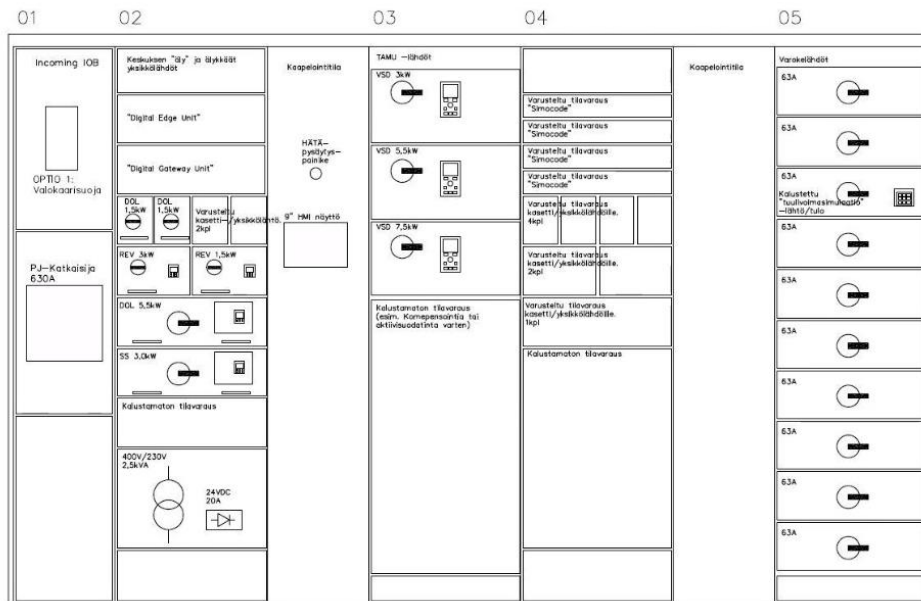 01
02
03
04
05
Incoming IOB
OPTIO 1:
Valokaarisuoja
PJ-Katkaisija
630A
Keskuksen "äly" ja älykkäät
yksikkölähdöt
"Digital Edge Unit"
"Digital Gateway Unit"
DOL
1,5kW
DOL
1,5kW
Varusteltu
kasetti-/yksikkölähtö.
2kpl
REV 3kW
REV 1,5kW
DOL 5,5kW
SS 3,0kW
Kalustamaton tilavaraus
400V/230V
2,5kVA
24VDC
20A
Kaapelointitila
HÄTÄ-
pysäytys-
painike
9" HMI näyttö
TAMU -lähdöt
VSD 3kW
VSD 5,5kW
VSD 7,5kW
Kalustamaton tilavaraus
(esim. Komepensointia tai
aktiivisuodatinta varten)
Varusteltu tilavaraus
"Simocode"
Varusteltu tilavaraus
"Simocode"
Varusteltu tilavaraus
"Simocode"
Varusteltu tilavaraus
"Simocode"
Varusteltu tilavaraus
kasetti/yksikkölähdöille.
4kpl
Varusteltu tilavaraus
kasetti/yksikkölähdöille.
2kpl
Varusteltu tilavaraus
kasetti/yksikkölähdöille.
1kpl
Kalustamaton tilavaraus
Kaapelointitila
Varokelähdöt
63A
63A
63A
Kalustettu
"tuulivoimasimulaatio"
-lähtö/tulo
63A
63A
63A
63A
63A
63A
63A